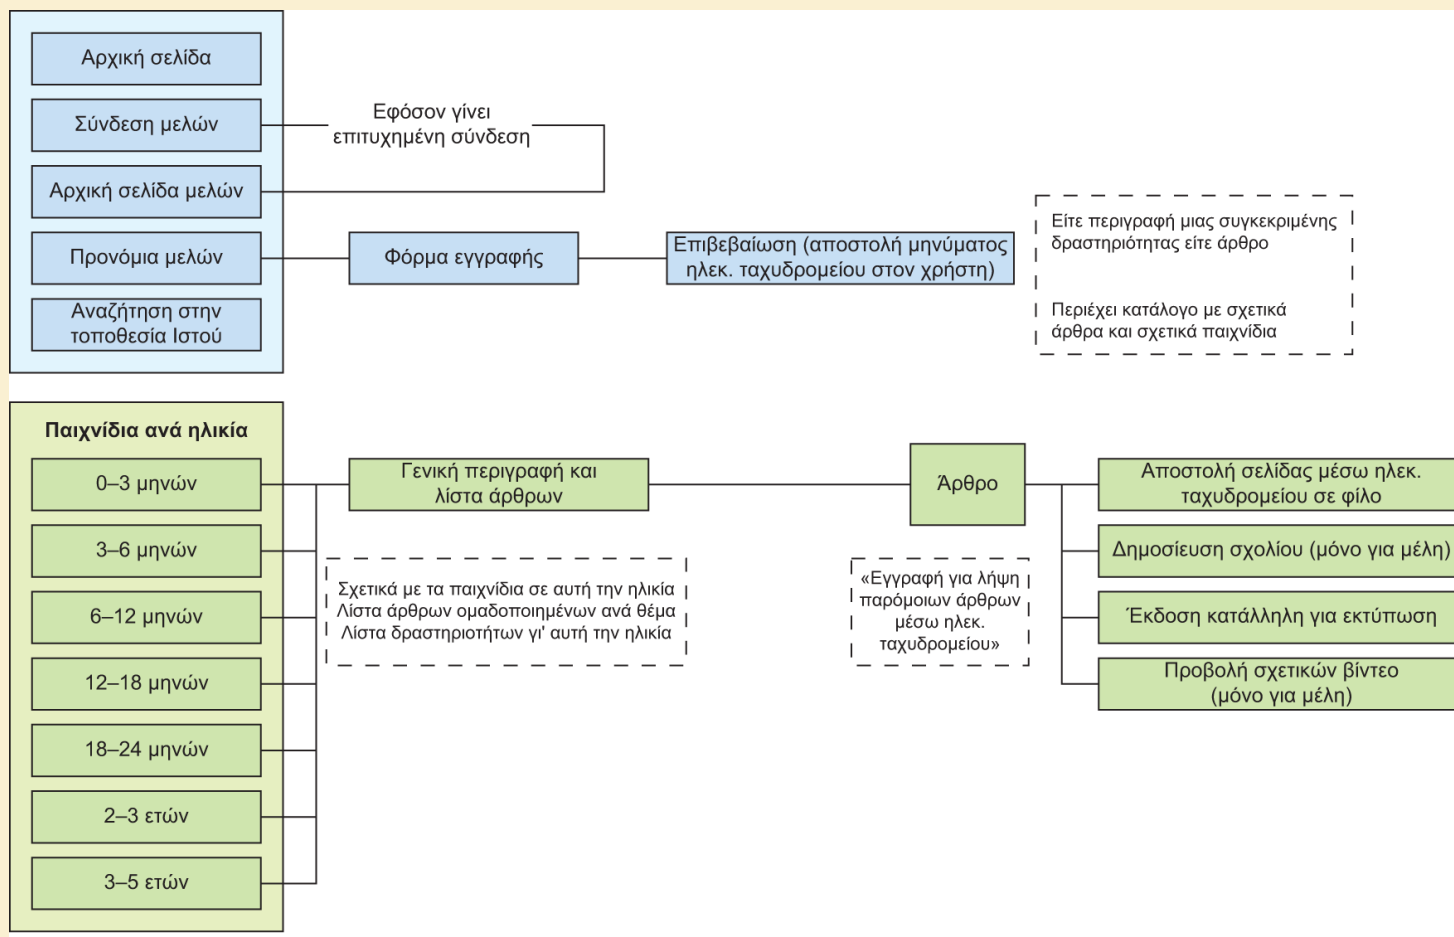 Αρχική σελίδα
Σύνδεση μελών
Εφόσον γίνει
επιτυχημένη σύνδεση
Αρχική σελίδα μελών
Προνόμια μελών
Φόρμα εγγραφής
Επιβεβαίωση (αποστολή μηνύματος
ηλεκ. ταχυδρομείου στον χρήστη)
Είτε περιγραφή μιας συγκεκριμένης
δραστηριότητας είτε άρθρο
Περιέχει κατάλογο με σχετικά
άρθρα και σχετικά παιχνίδια
Αναζήτηση στην
τοποθεσία Ιστού
Παιχνίδια ανά ηλικία
0–3 μηνών
3–6 μηνών
6–12 μηνών
12–18 μηνών
18–24 μηνών
2–3 ετών
3–5 ετών
Γενική περιγραφή και
λίστα άρθρων
Σχετικά με τα παιχνίδια σε αυτή την ηλικία
Λίστα άρθρων ομαδοποιημένων ανά θέμα
Λίστα δραστηριοτήτων γι' αυτή την ηλικία
Άρθρο
«Εγγραφή για λήψη
παρόμοιων άρθρων
μέσω ηλεκ.
ταχυδρομείου»
Αποστολή σελίδας μέσω ηλεκ.
ταχυδρομείου σε φίλο
Δημοσίευση σχολίου (μόνο για μέλη)
Έκδοση κατάλληλη για εκτύπωση
Προβολή σχετικών βίντεο
(μόνο για μέλη)